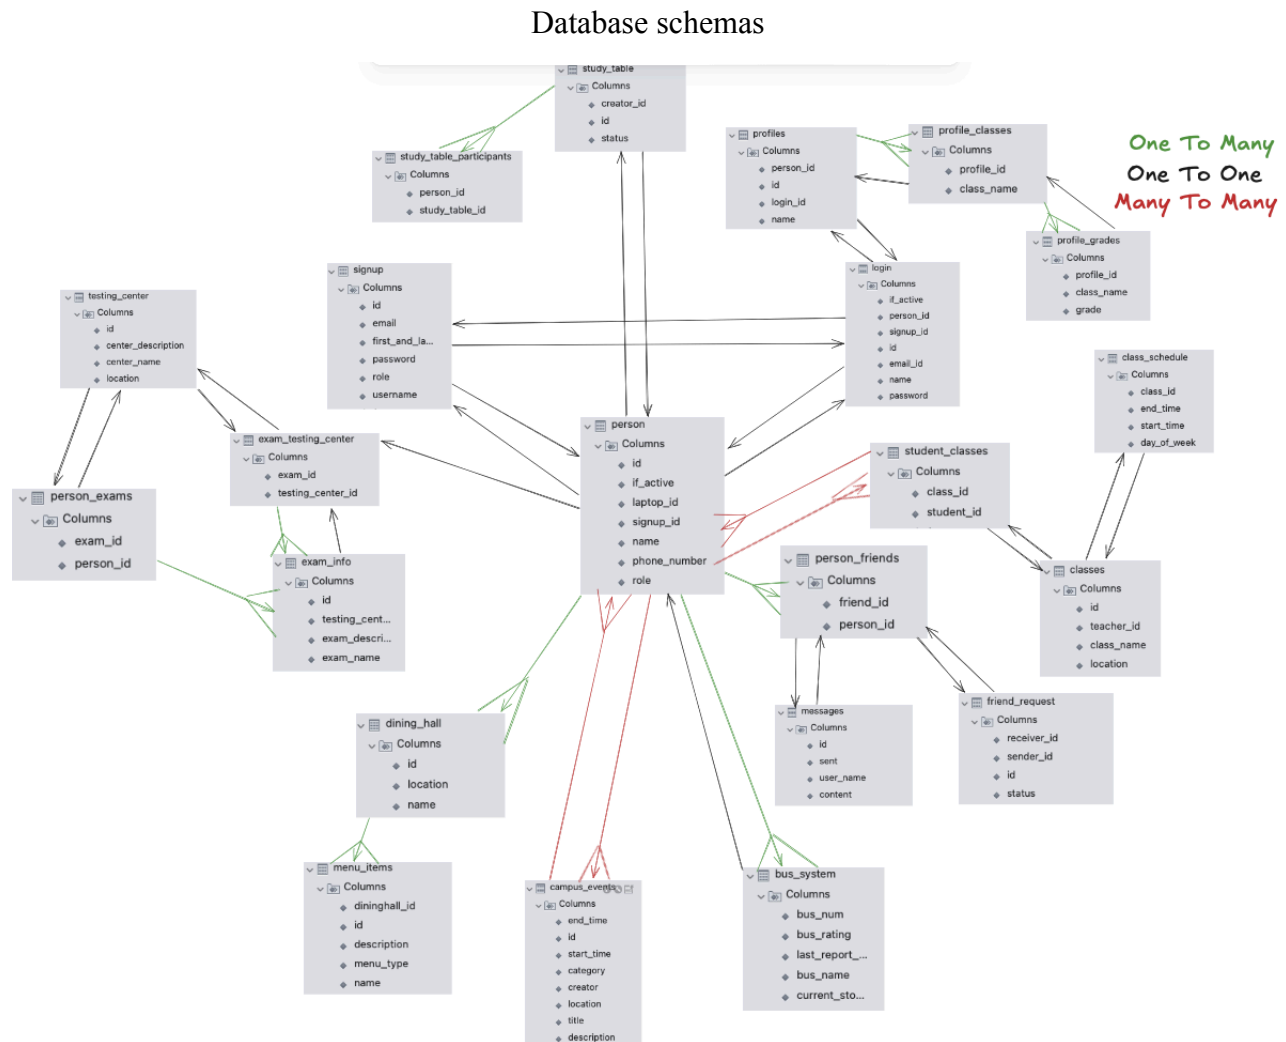 Database schemas
study_table
Columns
creator_id
id
status
study_table_participants
Columns
person_id
study_table_id
profiles
Columns
person_id
id
login_id
name
profile_classes
Columns
profile_id
class_name
One To Many
One To One
Many To Many
profile_grades
Columns
profile_id
class_name
grade
signup
Columns
id
email
first_and_la...
password
role
username
login
Columns
if_active
person_id
signup_id
id
email_id
name
password
testing_center
Columns
id
center_description
center_name
location
class_schedule
Columns
class_id
end_time
start_time
day_of_week
exam_testing_center
Columns
exam_id
testing_center_id
person
Columns
id
if_active
laptop_id
signup_id
name
phone_number
role
student_classes
Columns
class_id
student_id
person_exams
Columns
exam_id
person_id
exam_info
Columns
id
testing_cent...
exam_descri...
exam_name
person_friends
Columns
friend_id
person_id
classes
Columns
id
teacher_id
class_name
location
messages
Columns
id
sent
user_name
content
friend_request
Columns
receiver_id
sender_id
id
status
dining_hall
Columns
id
location
name
menu_items
Columns
dininghall_id
id
description
menu_type
name
campus_events
Columns
end_time
id
start_time
category
creator
location
title
description
bus_system
Columns
bus_num
bus_rating
last_report_...
bus_name
current_sto...